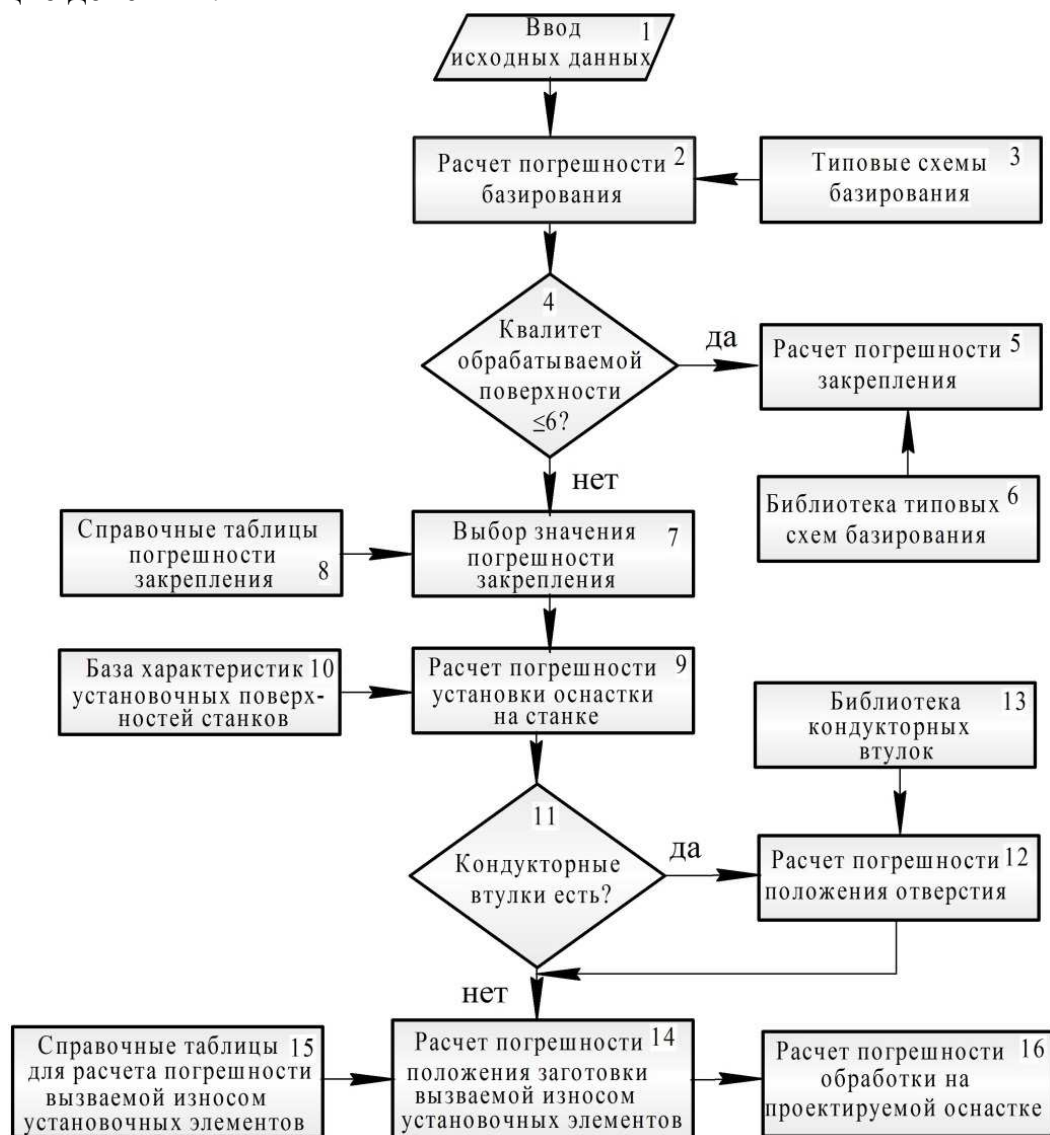 Ввод 1
исходных данных
Расчет погрешности 2
базирования
Типовые схемы 3
базирования
4
Квалитет
обрабатываемой
поверхности
≤6?
да
Расчет погрешности 5
закрепления
нет
Библиотека типовых 6
схем базирования
Справочные таблицы
погрешности
закрепления 8
Выбор значения 7
погрешности
закрепления
База характеристик 10
установочных поверх-
ностей станков
Расчет погрешности 9
установки оснастки
на станке
Библиотека 13
кондукторных
втулок
11
Кондукторные
втулки есть?
да
Расчет погрешности 12
положения отверстия
нет
Справочные таблицы 15
для расчета погрешности
вызваемой износом
установочных элементов
Расчет погрешности 14
положения заготовки
вызваемой износом
установочных элементов
Расчет погрешности 16
обработки на
проектируемой оснастке